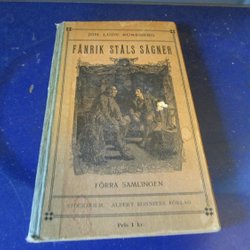 JOH. LUDV. RUNEBERG
FÄNRIK STÅLS SÄGNER
FÖRRA SAMLINGEN
STOCKHOLM. ALBERT BONNIERS FÖRLAG
Pris 1 kr.